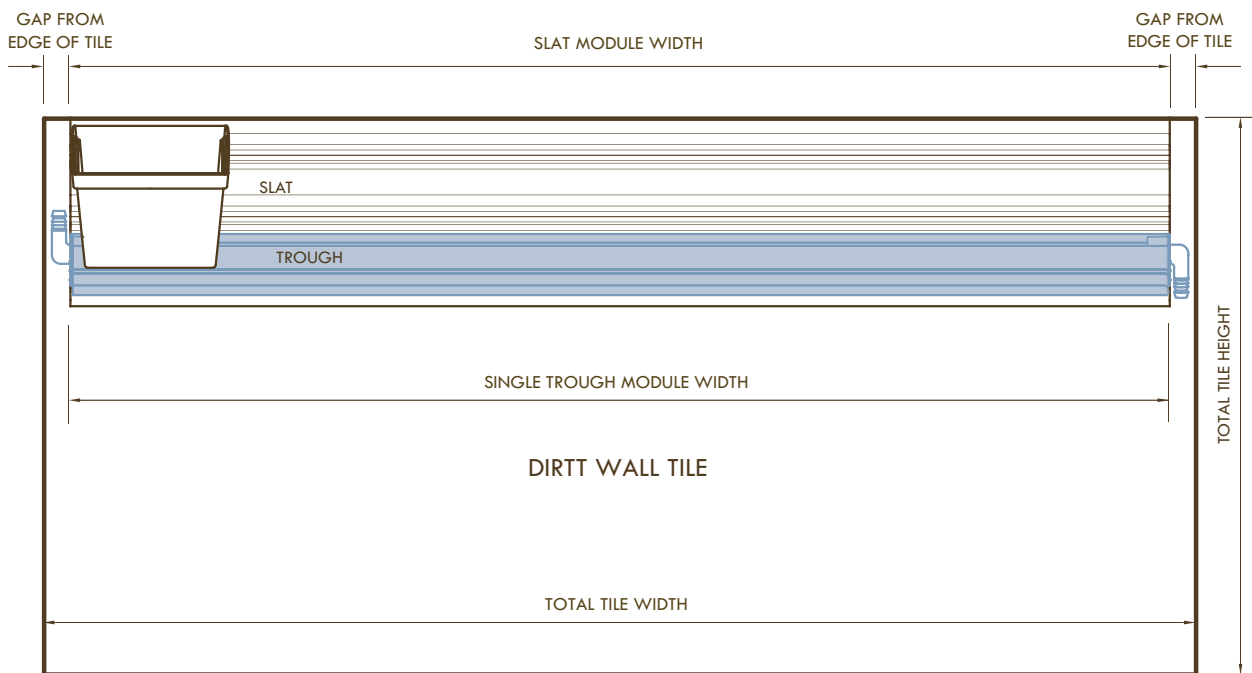 GAP FROM
EDGE OF TILE
SLAT MODULE WIDTH
GAP FROM
EDGE OF TILE
SLAT
TROUGH
SINGLE TROUGH MODULE WIDTH
TOTAL TILE HEIGHT
DIRTT WALL TILE
TOTAL TILE WIDTH